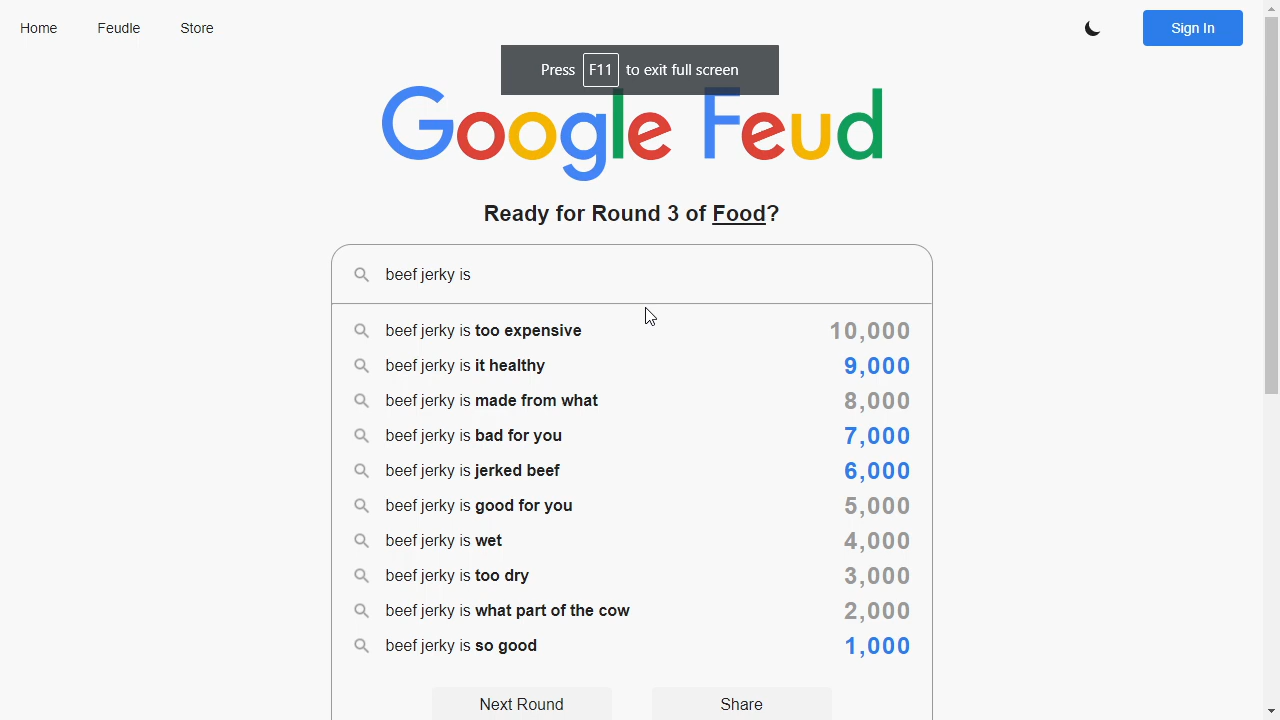 Home Feudle Store Sign In
Press F11 to exit full screen
Google Feud
Ready for Round 3 of Food?
beef jerky is
beef jerky is too expensive 10,000
beef jerky is it healthy 9,000
beef jerky is made from what 8,000
beef jerky is bad for you 7,000
beef jerky is jerked beef 6,000
beef jerky is good for you 5,000
beef jerky is wet 4,000
beef jerky is too dry 3,000
beef jerky is what part of the cow 2,000
beef jerky is so good 1,000
Next Round Share